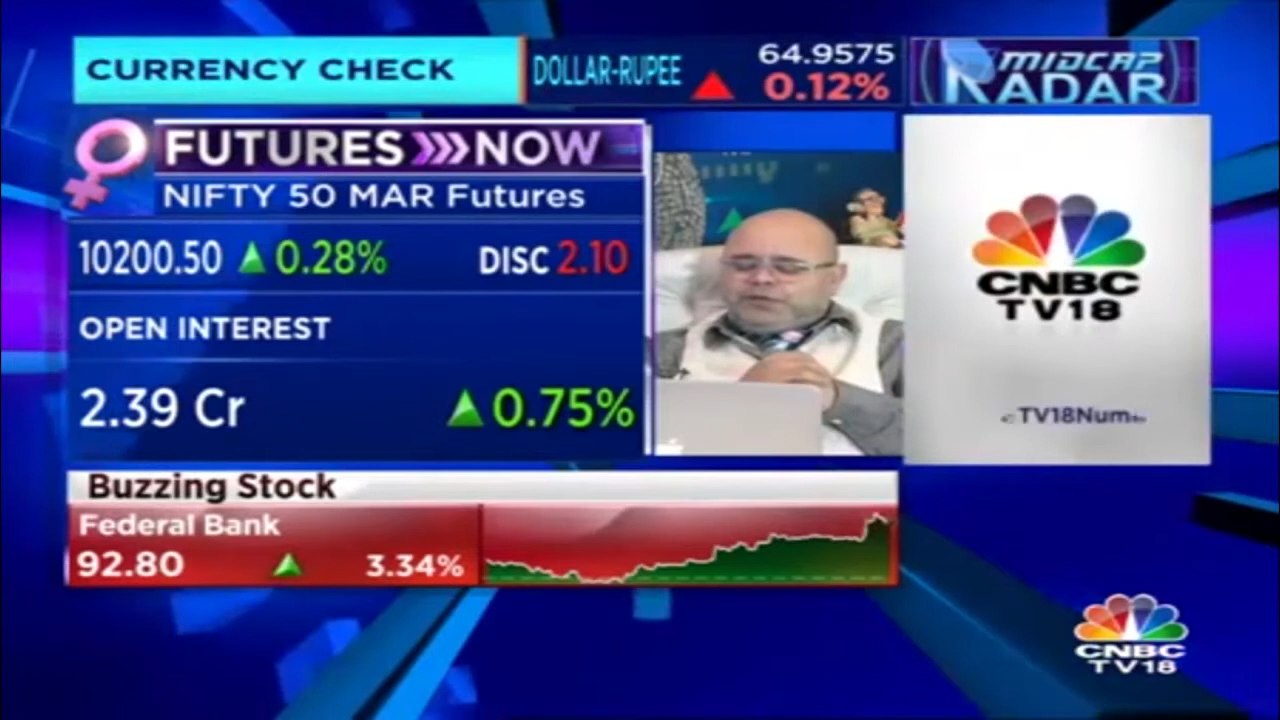 CURRENCY CHECK
DOLLAR-RUPEE
64.9575
0.12%
MIDCAP
RADAR
FUTURES NOW
NIFTY 50 MAR Futures
10200.50 0.28% DISC 2.10
OPEN INTEREST
2.39 Cr 0.75%
CNBC
TV18
TV18Num
Buzzing Stock
Federal Bank
92.80 3.34%
CNBC
TV18